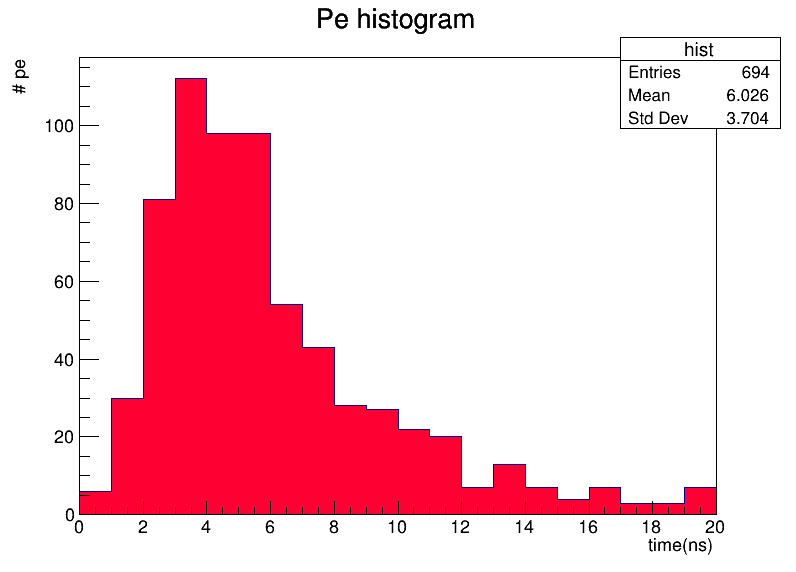 Pe histogram
hist
Entries 694
Mean 6.026
Std Dev 3.704
# pe
100
80
60
40
20
0
0 2 4 6 8 10 12 14 16 18 20
time(ns)